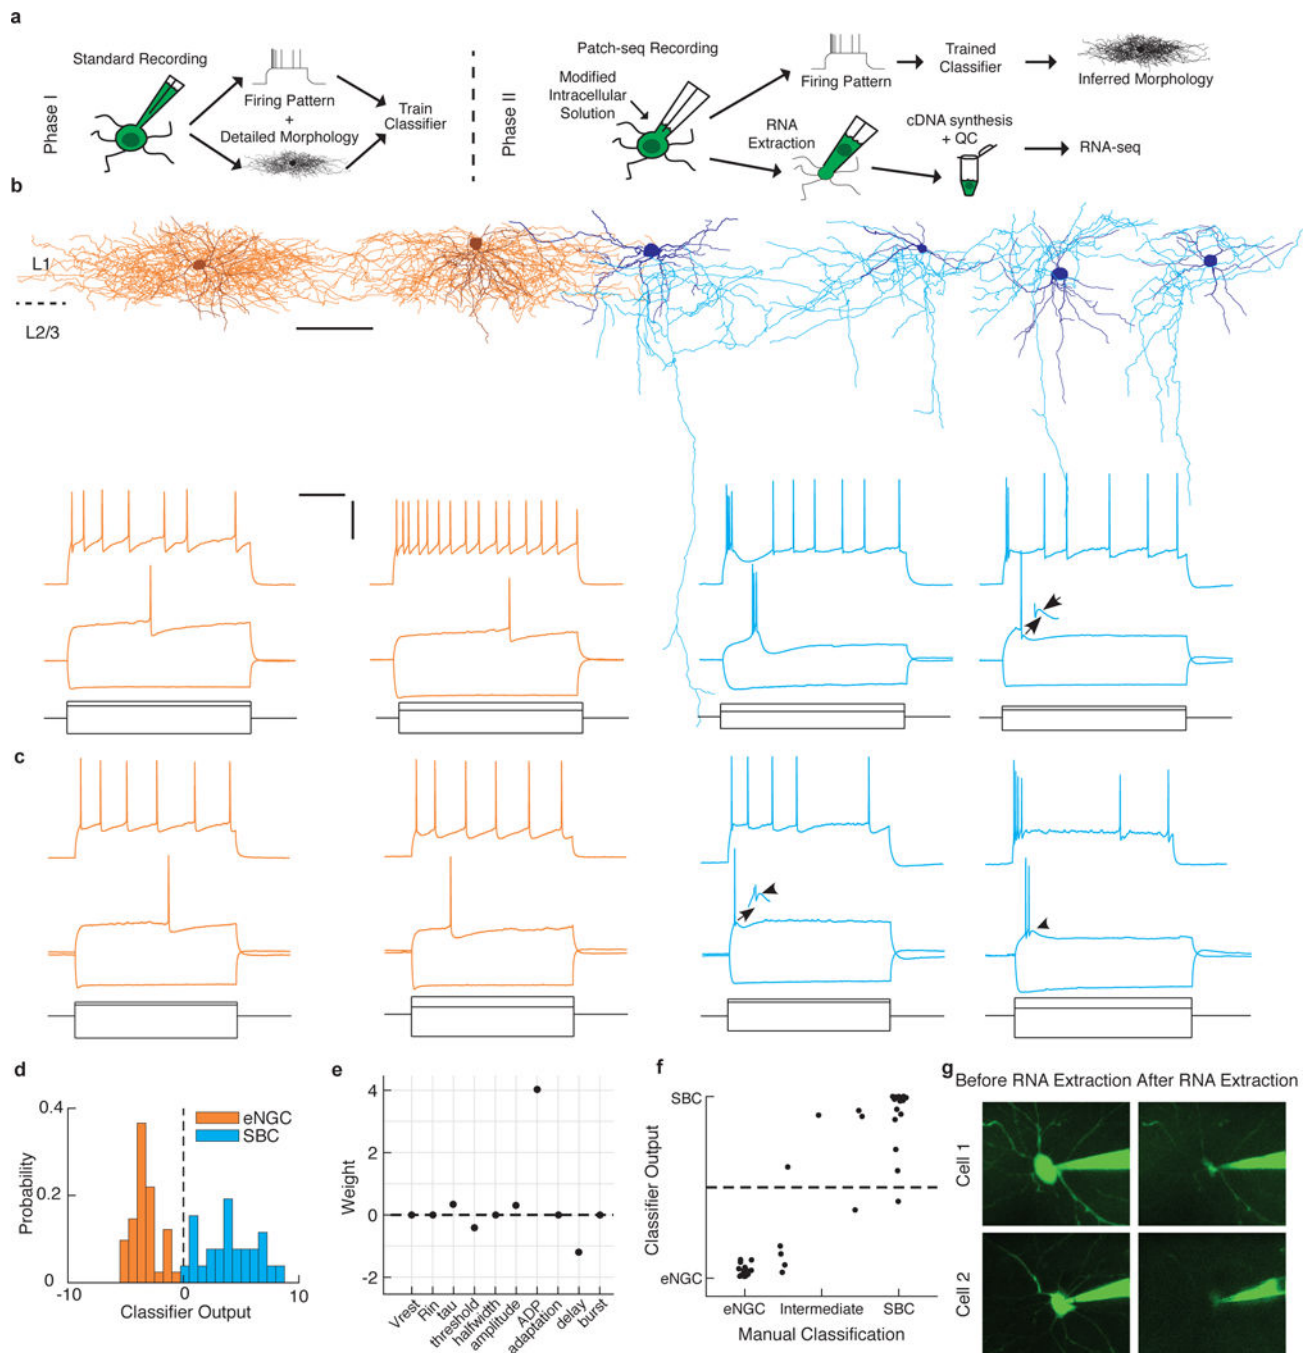 a
Phase I
Standard Recording
Firing Pattern
+
Detailed Morphology
Train
Classifier
Phase II
Patch-seq Recording
Modified
Intracellular
Solution
Firing Pattern
Trained
Classifier
Inferred Morphology
RNA
Extraction
cDNA synthesis
+ QC
RNA-seq
b
L1
L2/3
c
d
eNGC
SBC
Probability
0.4
0.2
0
-10
0
10
Classifier Output
e
Weight
4
2
0
-2
Vrest
Rin
tau
threshold
halfwidth
amplitude
ADP
adaptation
delay
burst
f
Classifier Output
SBC
eNGC
eNGC
Intermediate
SBC
Manual Classification
g
Before RNA Extraction
After RNA Extraction
Cell 1
Cell 2